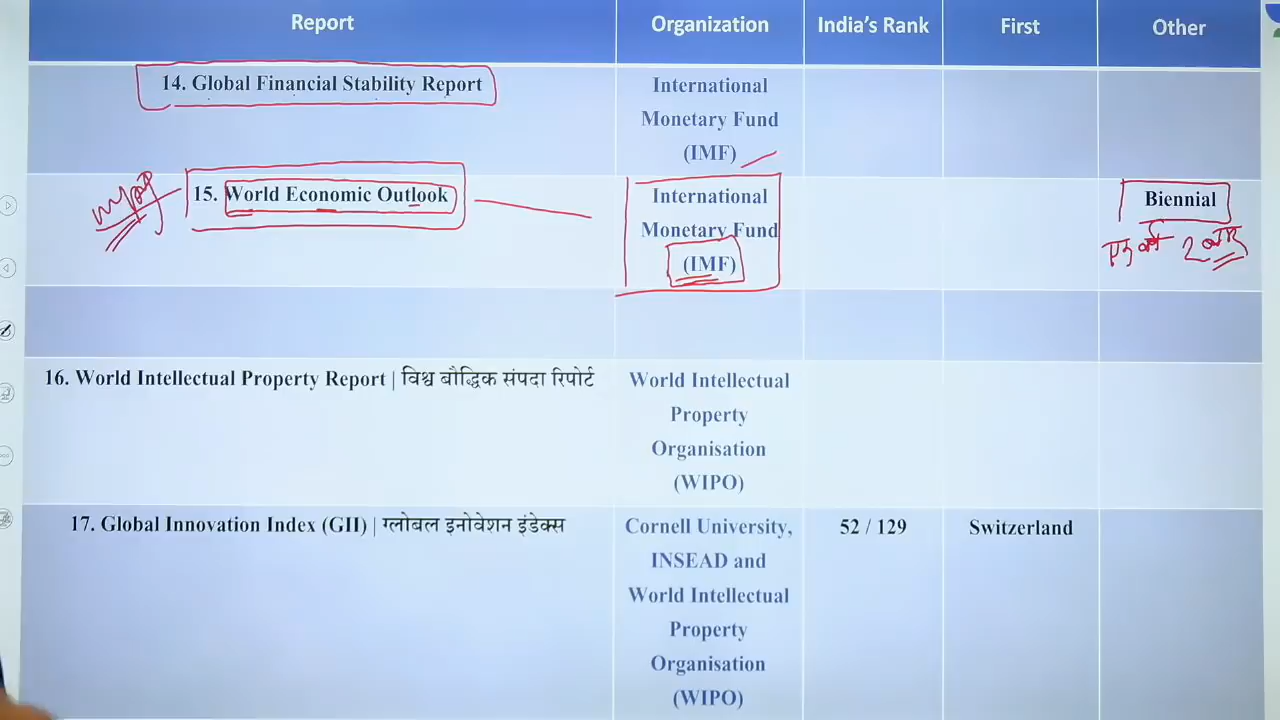 Report Organization India's Rank First Other
14. Global Financial Stability Report
International
Monetary Fund
(IMF)
15. World Economic Outlook
International
Monetary Fund
(IMF)
Biennial
2 बार
16. World Intellectual Property Report | विश्व बौद्धिक संपदा रिपोर्ट
World Intellectual
Property
Organisation
(WIPO)
17. Global Innovation Index (GII) | ग्लोबल इनोवेशन इंडेक्स
Cornell University,
INSEAD and
World Intellectual
Property
Organisation
(WIPO)
52 / 129
Switzerland